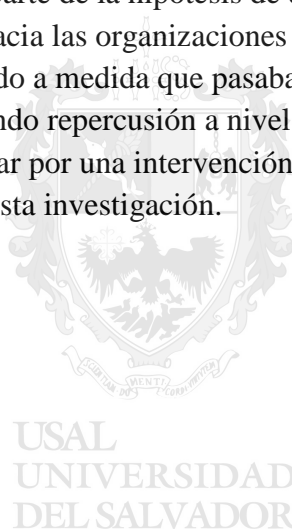 arte de la hipótesis de
acia las organizaciones
do a medida que pasaba
ndo repercusión a nivel
ar por una intervención
sta investigación.
USAL
UNIVERSIDAD
DEL SALVADOR